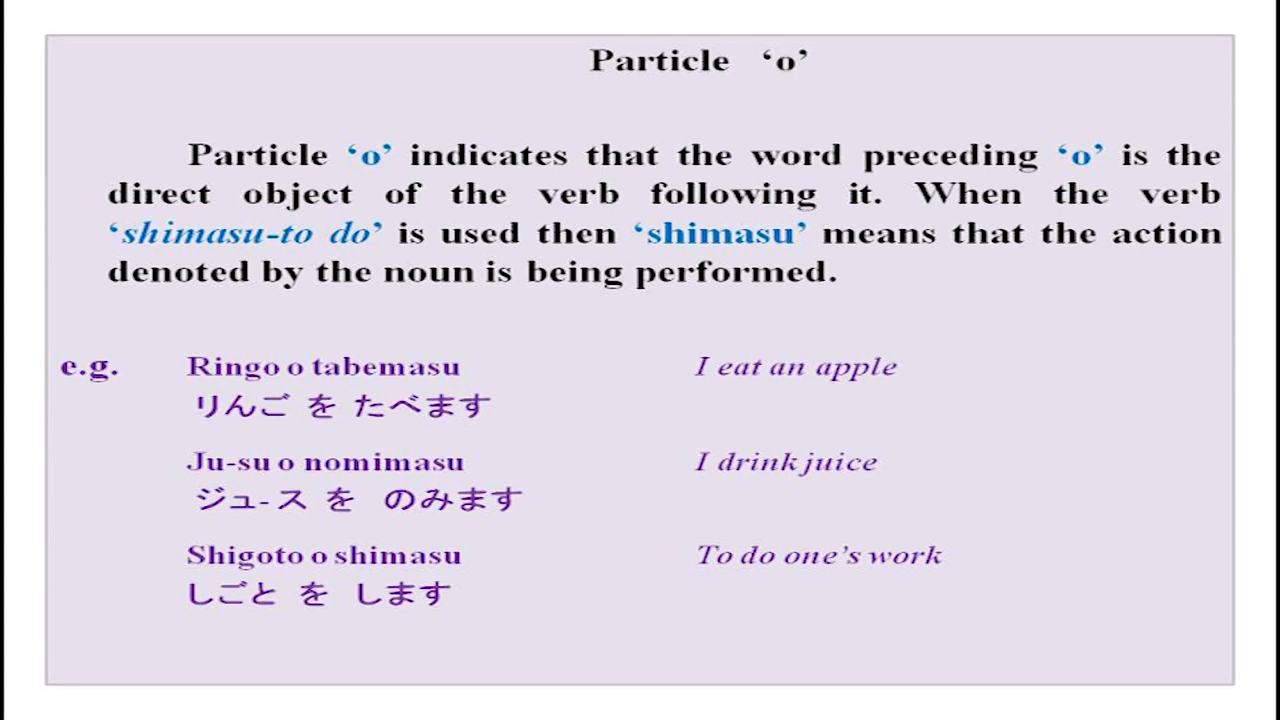 Particle ‘o’
Particle ‘o’ indicates that the word preceding ‘o’ is the
direct object of the verb following it. When the verb
‘shimasu-to do’ is used then ‘shimasu’ means that the action
denoted by the noun is being performed.
e.g. Ringo o tabemasu I eat an apple
りんご を たべます
Ju-su o nomimasu I drink juice
ジュ-ス を のみます
Shigoto o shimasu To do one’s work
しごと を します